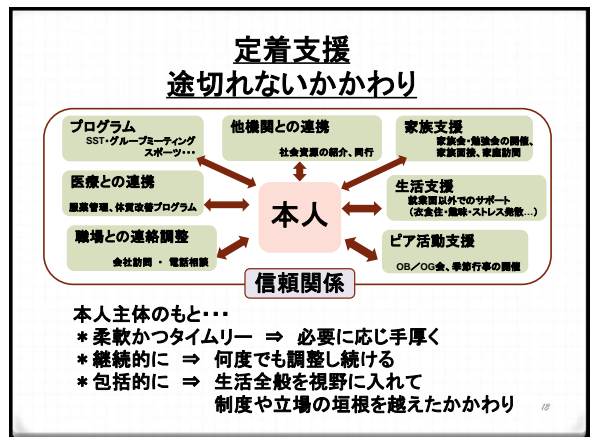 定着支援
途切れないかかわり
プログラム
SST・グループミーティング
スポーツ・・・
他機関との連携
社会資源の紹介、同行
家族支援
家族会・勉強会の開催、
家族面接、家庭訪問
医療との連携
服薬管理、体質改善プログラム
本人
生活支援
就業面以外でのサポート
（衣食住・趣味・ストレス発散…）
職場との連絡調整
会社訪問 ・ 電話相談
ピア活動支援
OB／OG会、季節行事の開催
信頼関係
本人主体のもと・・・
＊柔軟かつタイムリー ⇒ 必要に応じ手厚く
＊継続的に ⇒ 何度でも調整し続ける
＊包括的に ⇒ 生活全般を視野に入れて
制度や立場の垣根を越えたかかわり
18